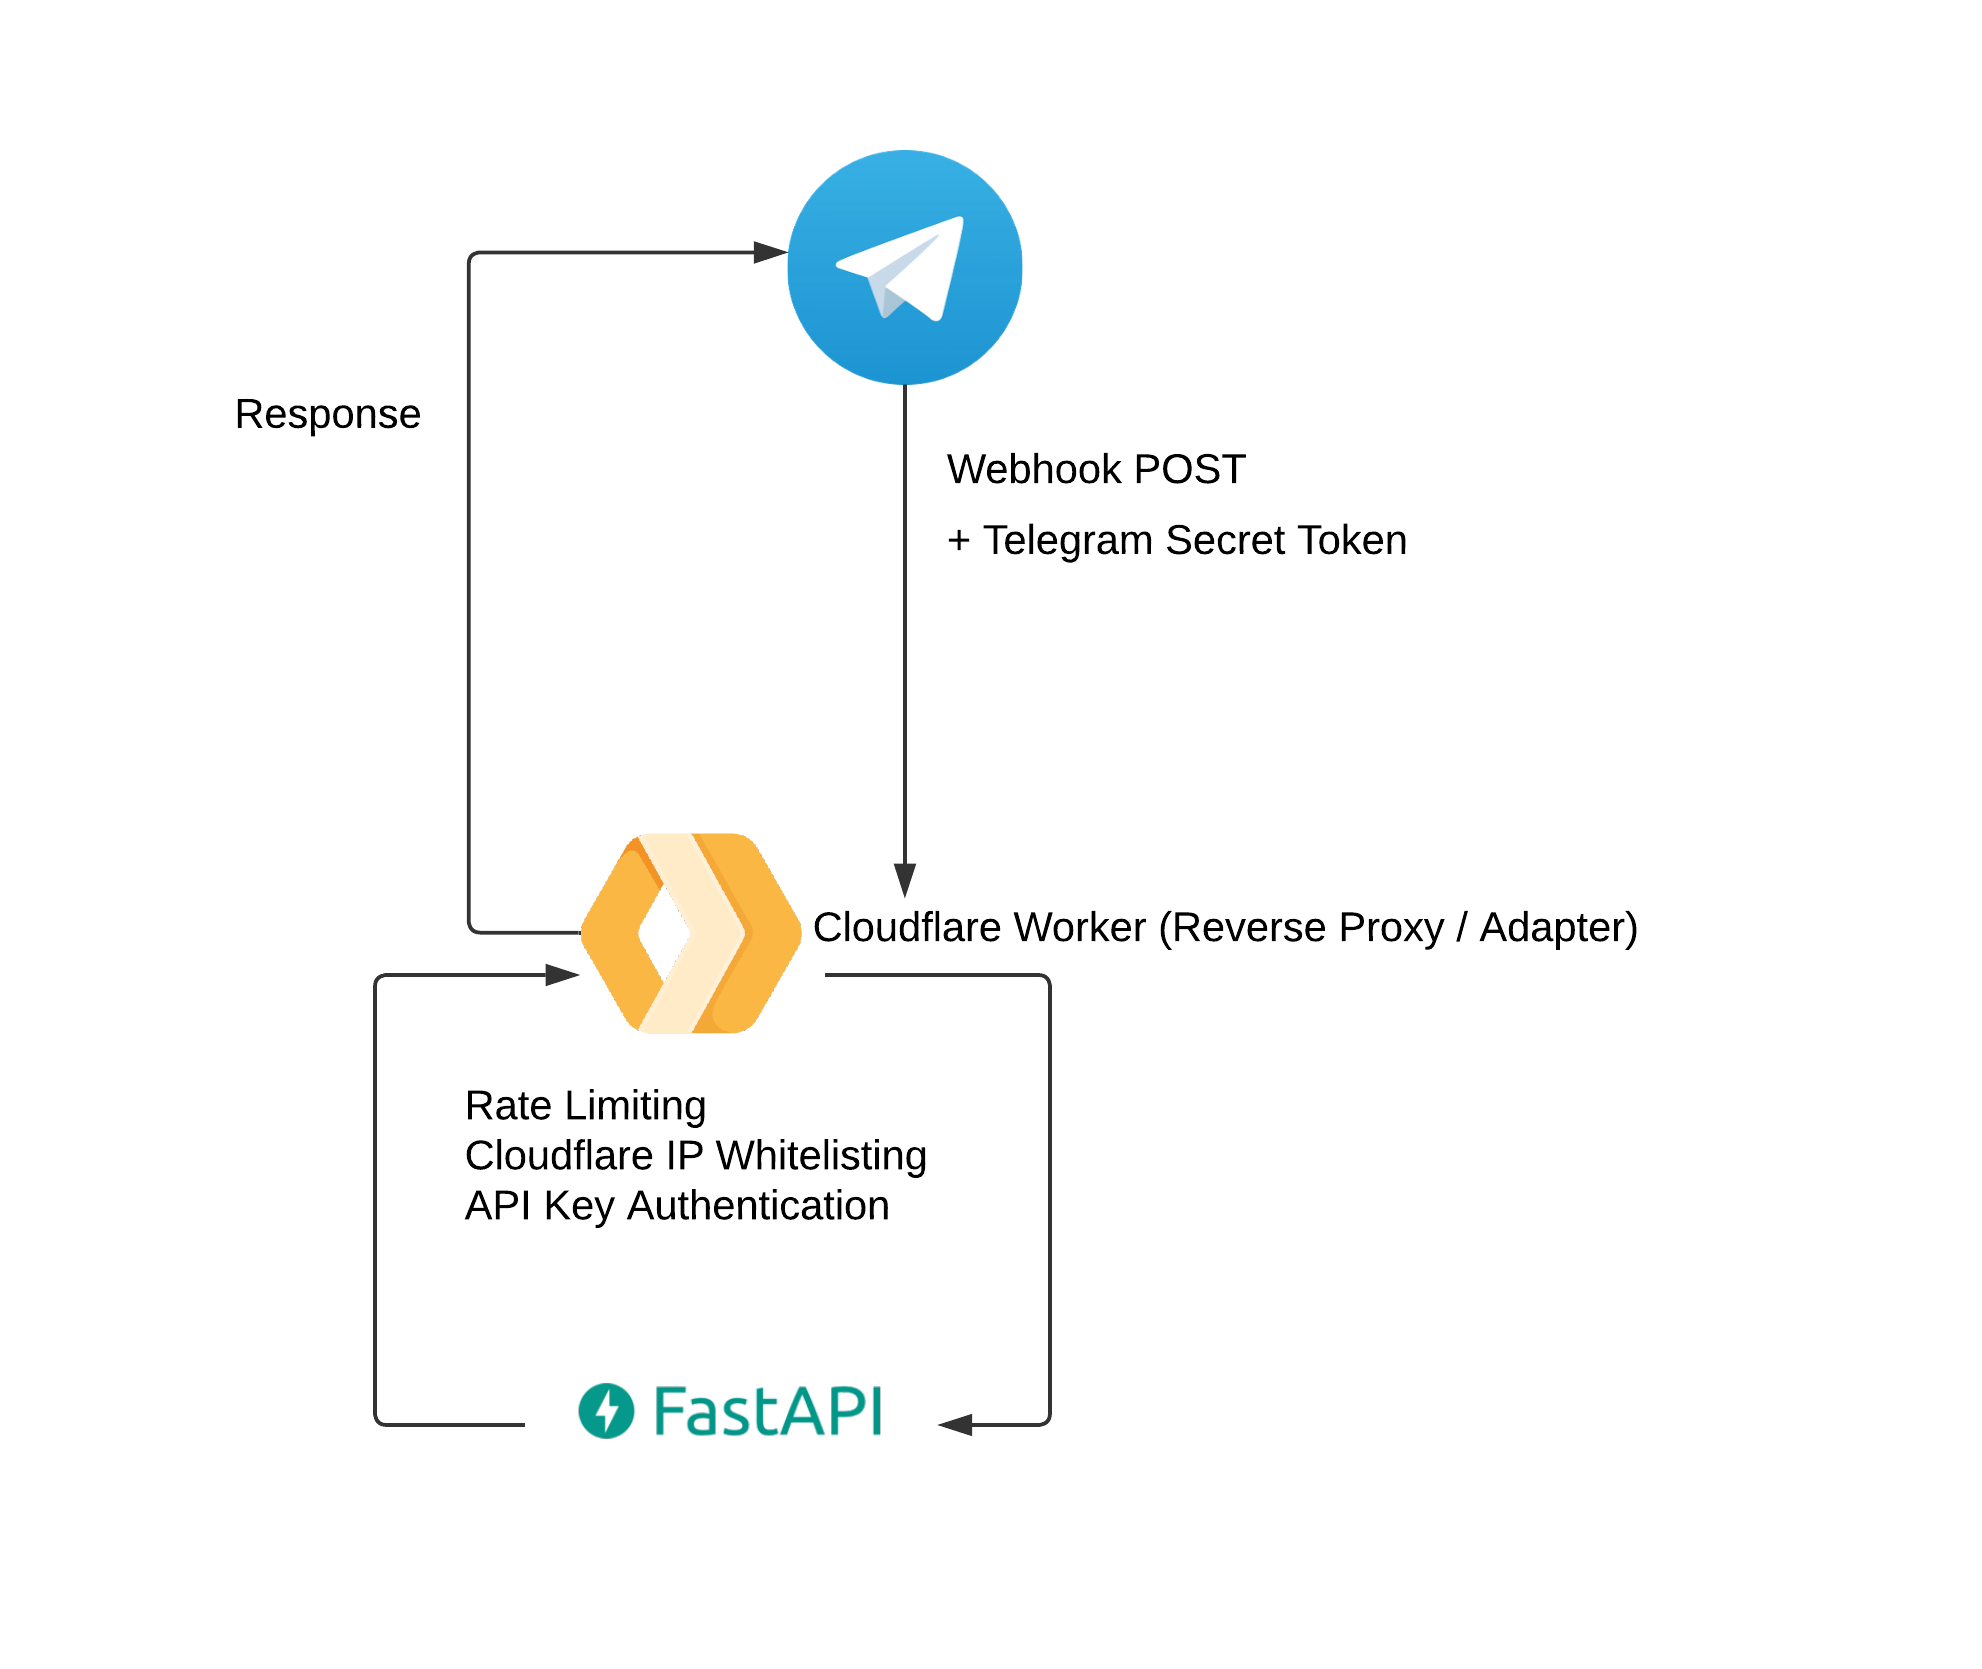 Response
Webhook POST
+ Telegram Secret Token
Cloudflare Worker (Reverse Proxy / Adapter)
Rate Limiting
Cloudflare IP Whitelisting
API Key Authentication
FastAPI